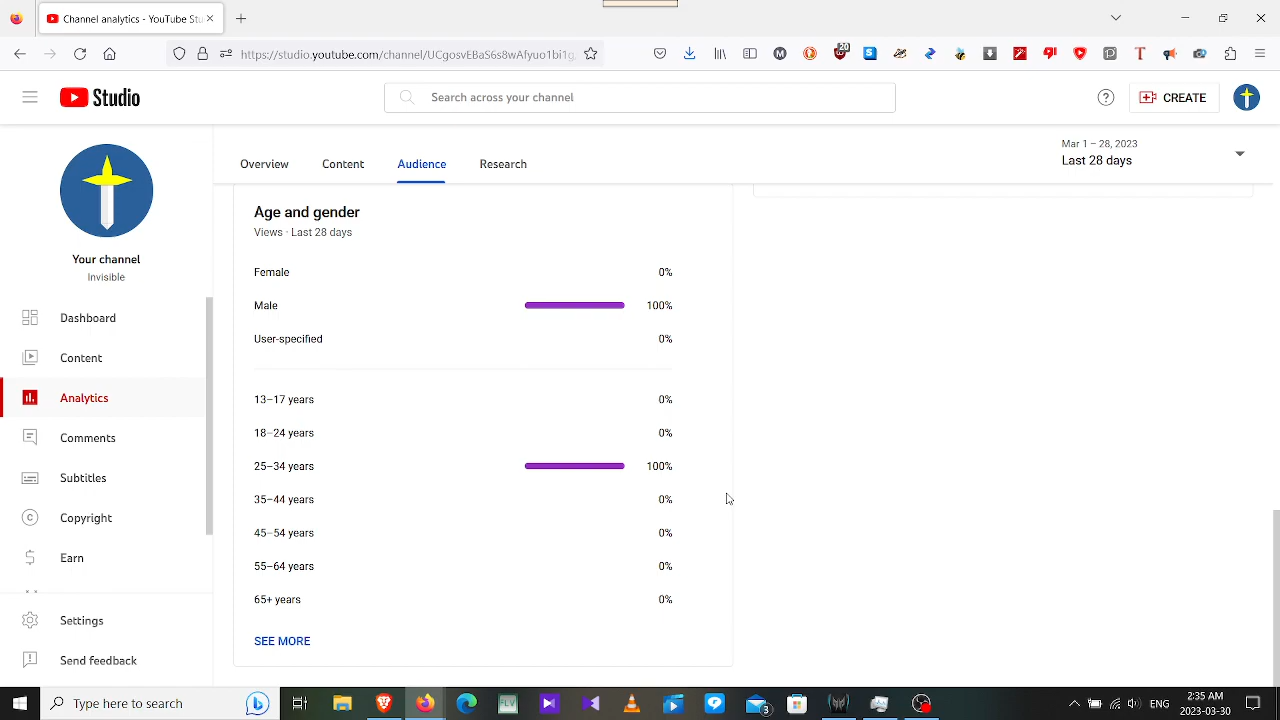 Channel analytics - YouTube Stu
https://studio.youtube.com/channel/
20
Studio
Search across your channel
CREATE
Your channel
Invisible
Dashboard
Content
Analytics
Comments
Subtitles
Copyright
Earn
Settings
Send feedback
Overview Content Audience Research
Mar 1 – 28, 2023
Last 28 days
Age and gender
Views · Last 28 days
Female 0%
Male 100%
User-specified 0%
13–17 years 0%
18–24 years 0%
25–34 years 100%
35–44 years 0%
45–54 years 0%
55–64 years 0%
65+ years 0%
SEE MORE
Type here to search
FLV
3
ENG
2:35 AM
2023-03-30